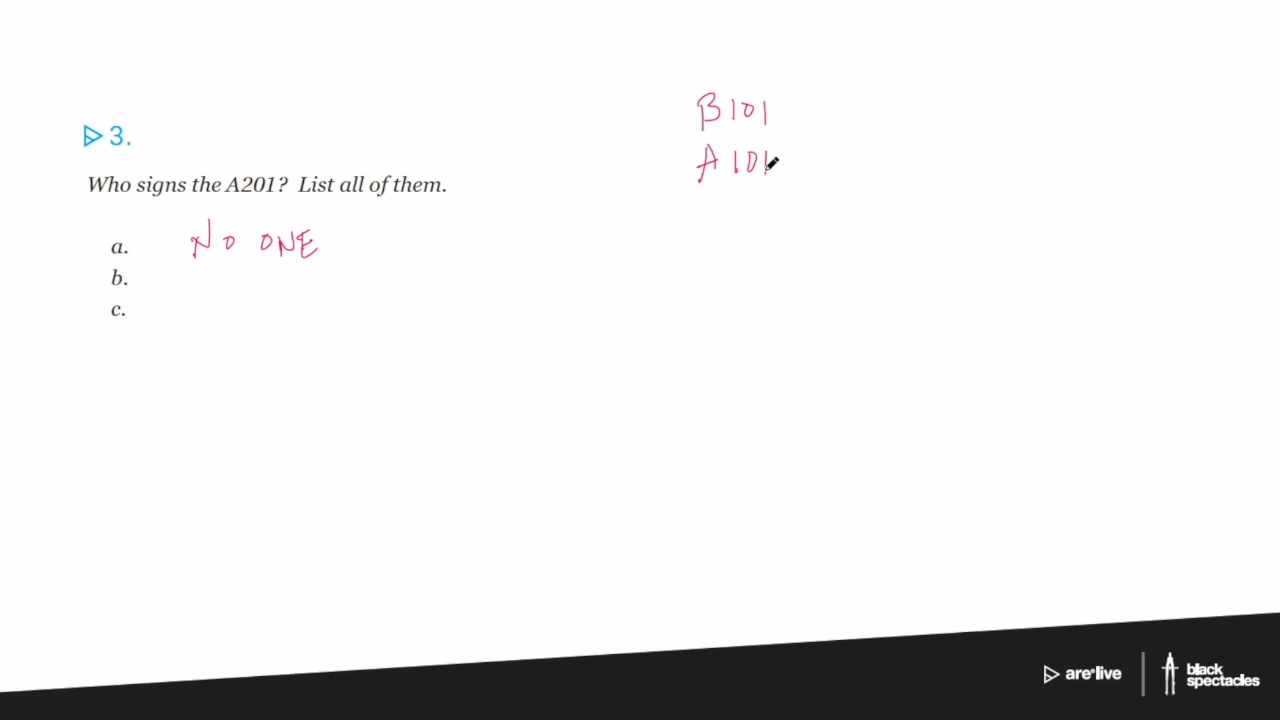 3.
Who signs the A201? List all of them.
a. NO ONE
b.
c.
B101
A101
are live
black
spectacles